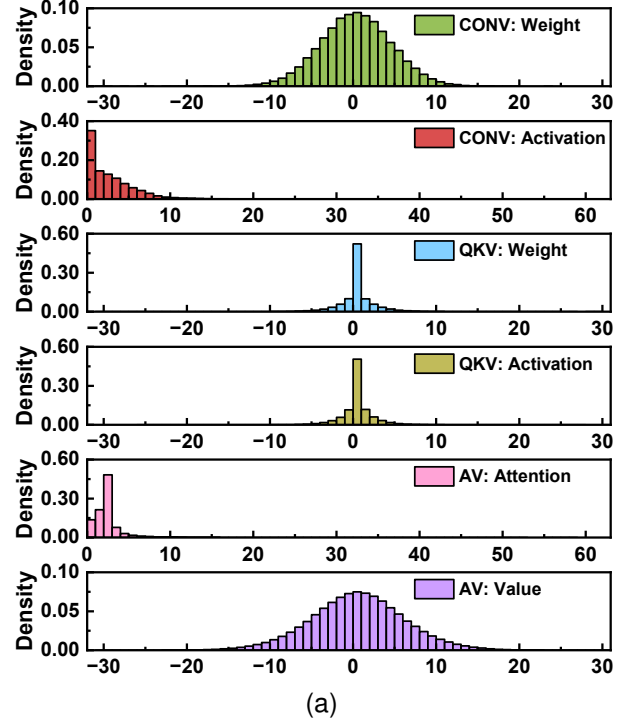 0.10
0.05
0.00
Density
CONV: Weight
−30 −20 −10 0 10 20 30
0.40
0.20
0.00
Density
CONV: Activation
0 10 20 30 40 50 60
0.60
0.30
0.00
Density
QKV: Weight
−30 −20 −10 0 10 20 30
0.60
0.30
0.00
Density
QKV: Activation
−30 −20 −10 0 10 20 30
0.60
0.30
0.00
Density
AV: Attention
0 10 20 30 40 50 60
0.10
0.05
0.00
Density
AV: Value
−30 −20 −10 0 10 20 30
(a)